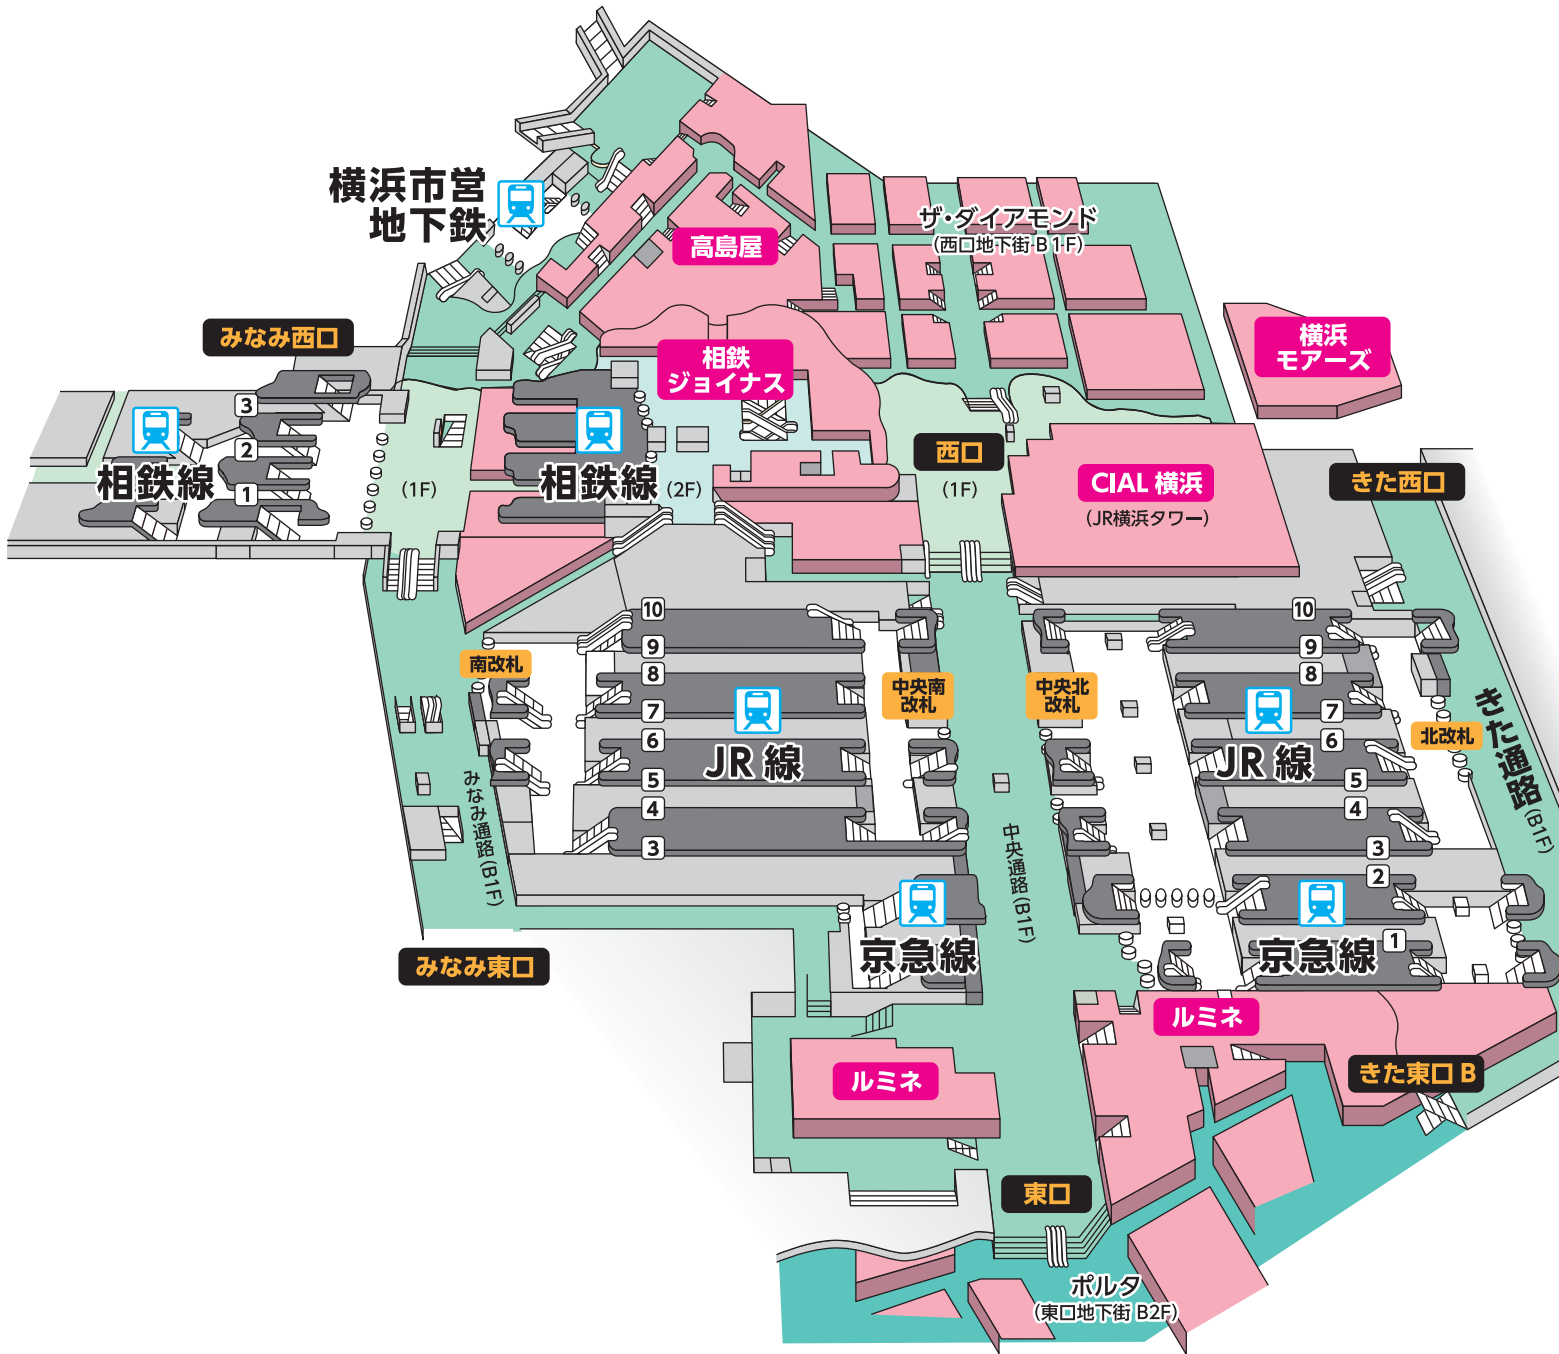 横浜市営
地下鉄
高島屋
ザ・ダイアモンド
(西口地下街 B1F)
みなみ西口
相鉄
ジョイナス
横浜
モアーズ
3
2
1
相鉄線
(1F)
相鉄線
(2F)
西口
(1F)
CIAL 横浜
(JR横浜タワー)
きた西口
南改札
10
9
8
7
6
5
4
3
JR 線
中央南
改札
中央北
改札
10
9
8
7
6
5
4
3
2
1
JR 線
北改札
きた通路(B1F)
みなみ通路(B1F)
中央通路(B1F)
みなみ東口
京急線
京急線
ルミネ
ルミネ
きた東口 B
東口
ポルタ
(東口地下街 B2F)